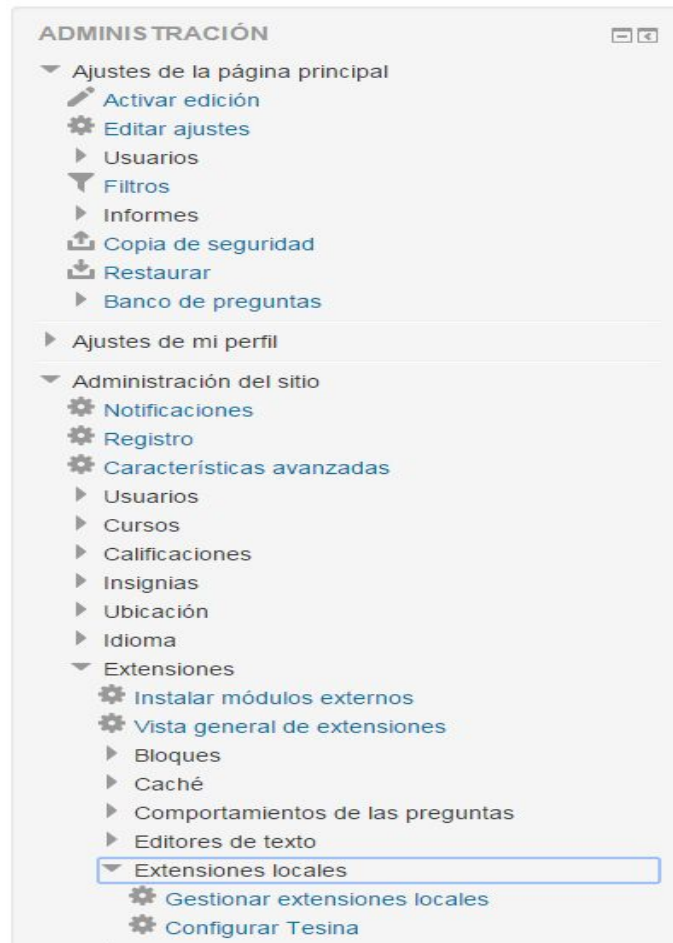 ADMINISTRACIÓN
Ajustes de la página principal
Activar edición
Editar ajustes
Usuarios
Filtros
Informes
Copia de seguridad
Restaurar
Banco de preguntas
Ajustes de mi perfil
Administración del sitio
Notificaciones
Registro
Características avanzadas
Usuarios
Cursos
Calificaciones
Insignias
Ubicación
Idioma
Extensiones
Instalar módulos externos
Vista general de extensiones
Bloques
Caché
Comportamientos de las preguntas
Editores de texto
Extensiones locales
Gestionar extensiones locales
Configurar Tesina